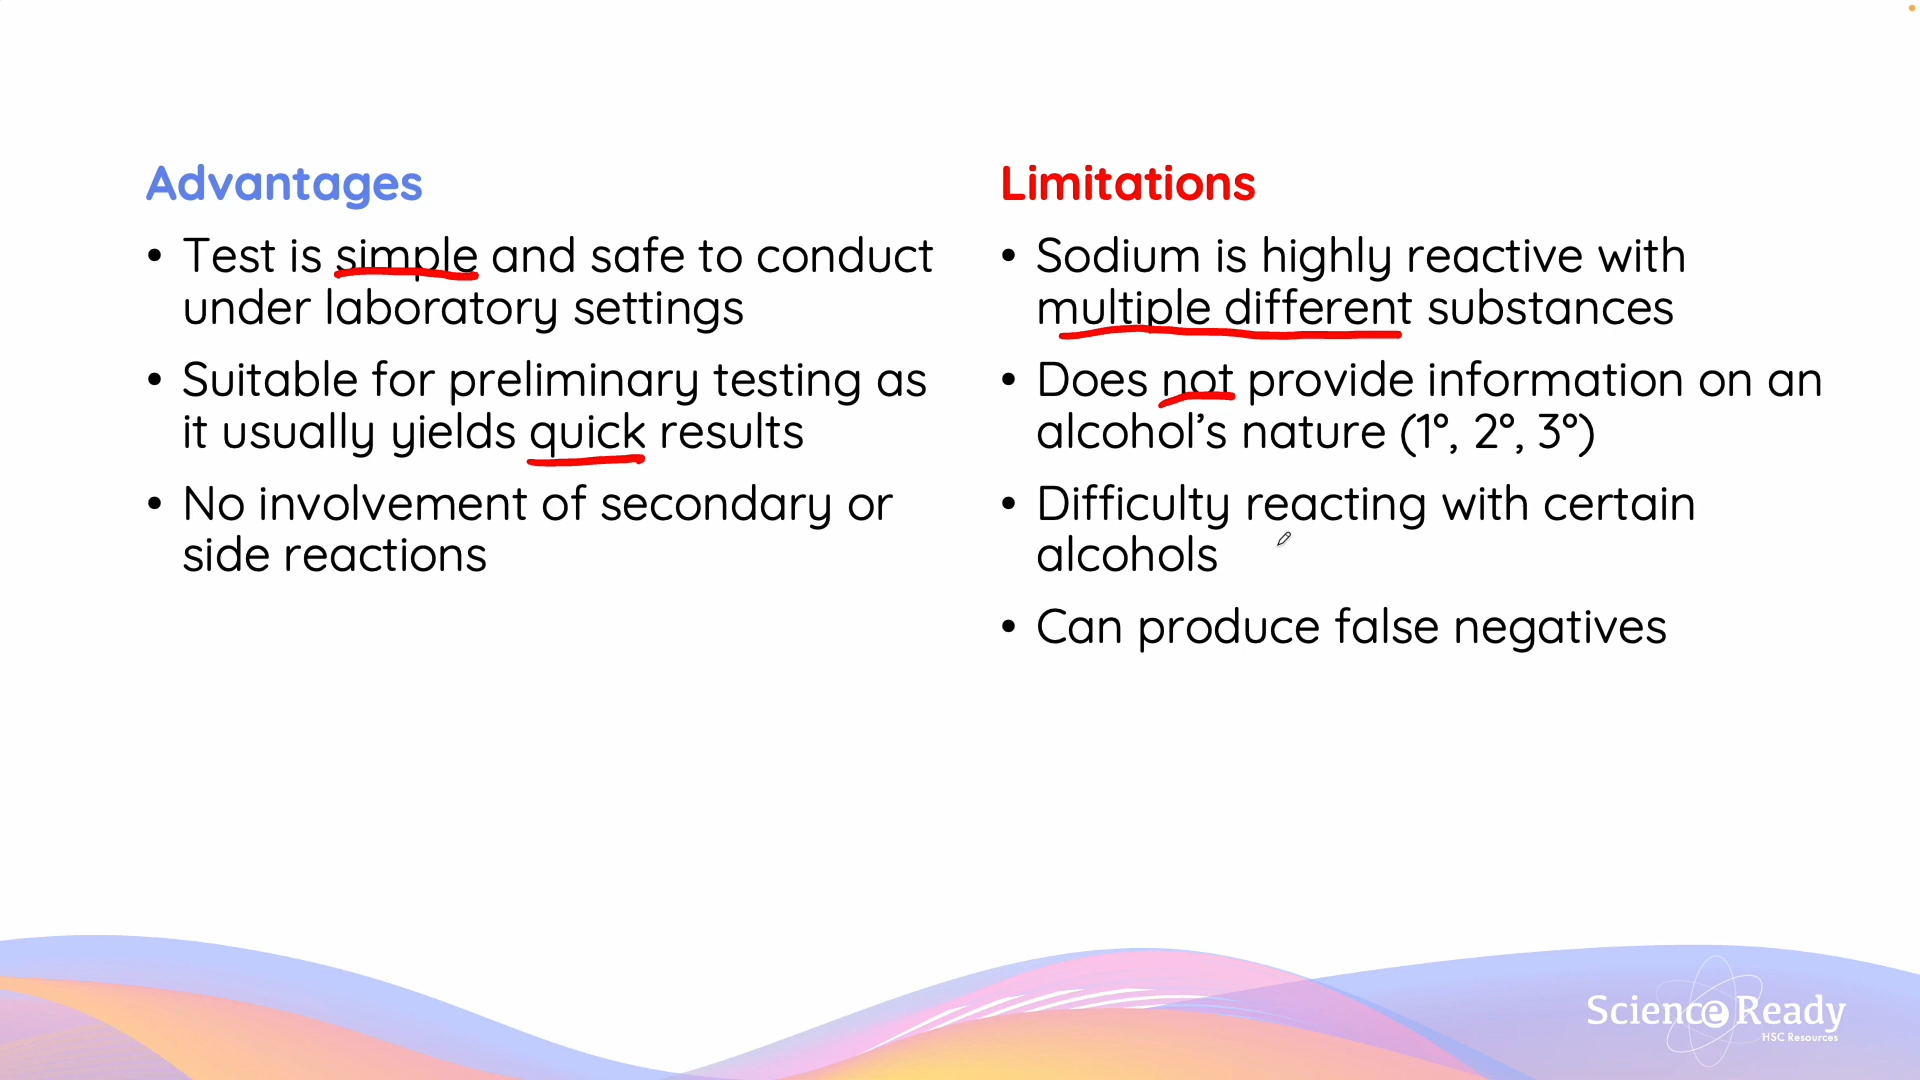 Advantages
• Test is simple and safe to conduct
under laboratory settings
• Suitable for preliminary testing as
it usually yields quick results
• No involvement of secondary or
side reactions
Limitations
• Sodium is highly reactive with
multiple different substances
• Does not provide information on an
alcohol’s nature (1°, 2°, 3°)
• Difficulty reacting with certain
alcohols
• Can produce false negatives
Science Ready
HSC Resources